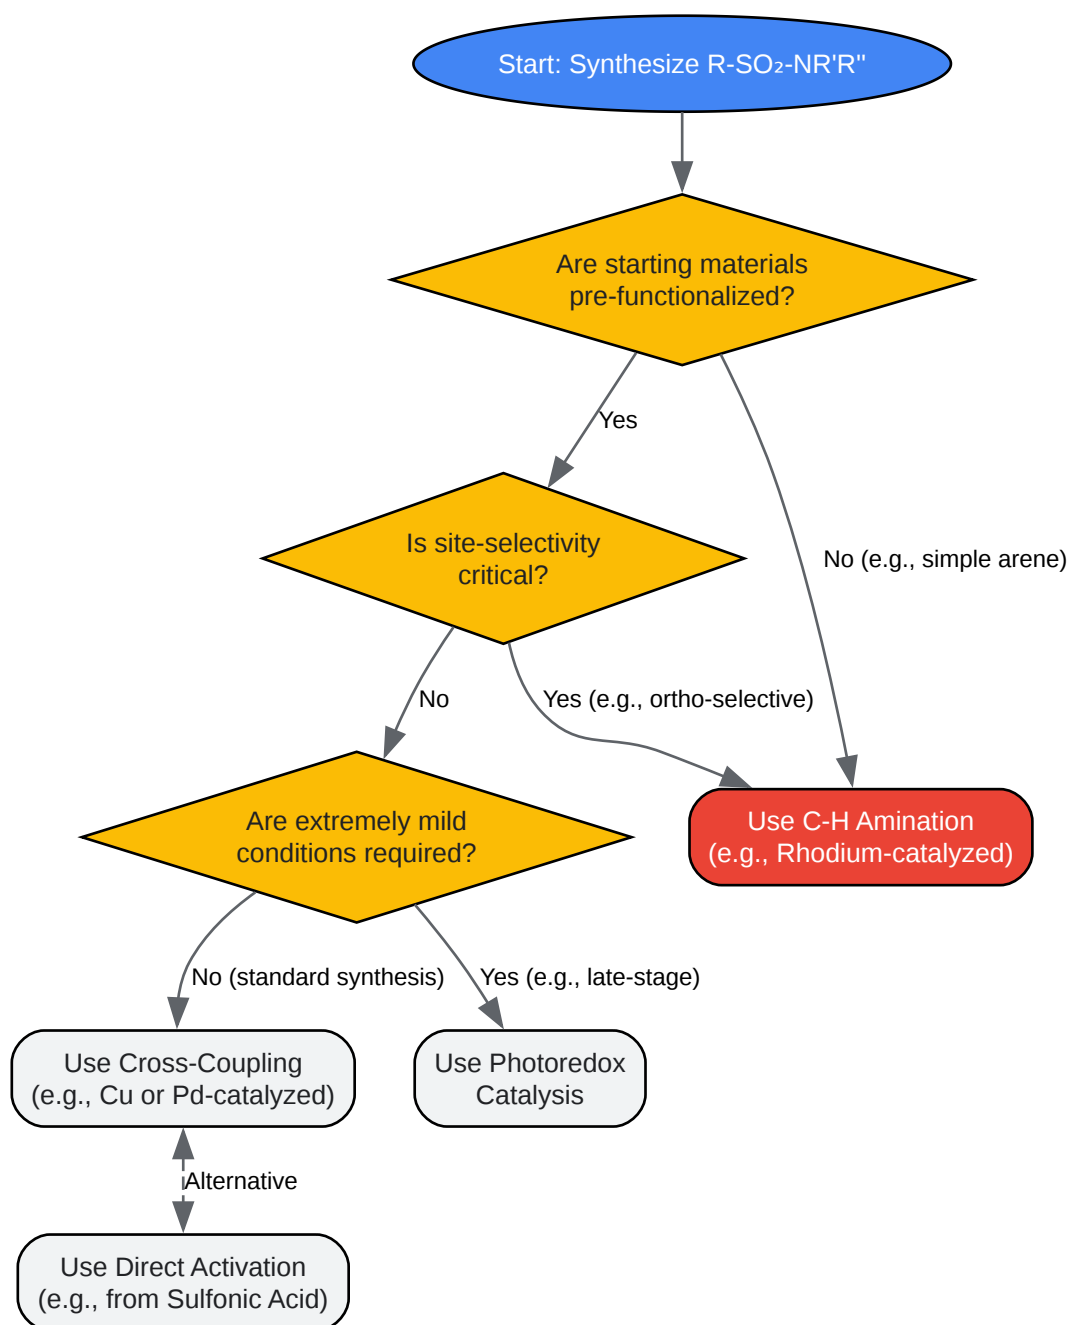 Start: Synthesize R-SO₂-NR'R"
Are starting materials
pre-functionalized?
Yes
Is site-selectivity
critical?
No (e.g., simple arene)
No
Yes (e.g., ortho-selective)
Are extremely mild
conditions required?
Use C-H Amination
(e.g., Rhodium-catalyzed)
No (standard synthesis)
Yes (e.g., late-stage)
Use Cross-Coupling
(e.g., Cu or Pd-catalyzed)
Use Photoredox
Catalysis
Alternative
Use Direct Activation
(e.g., from Sulfonic Acid)